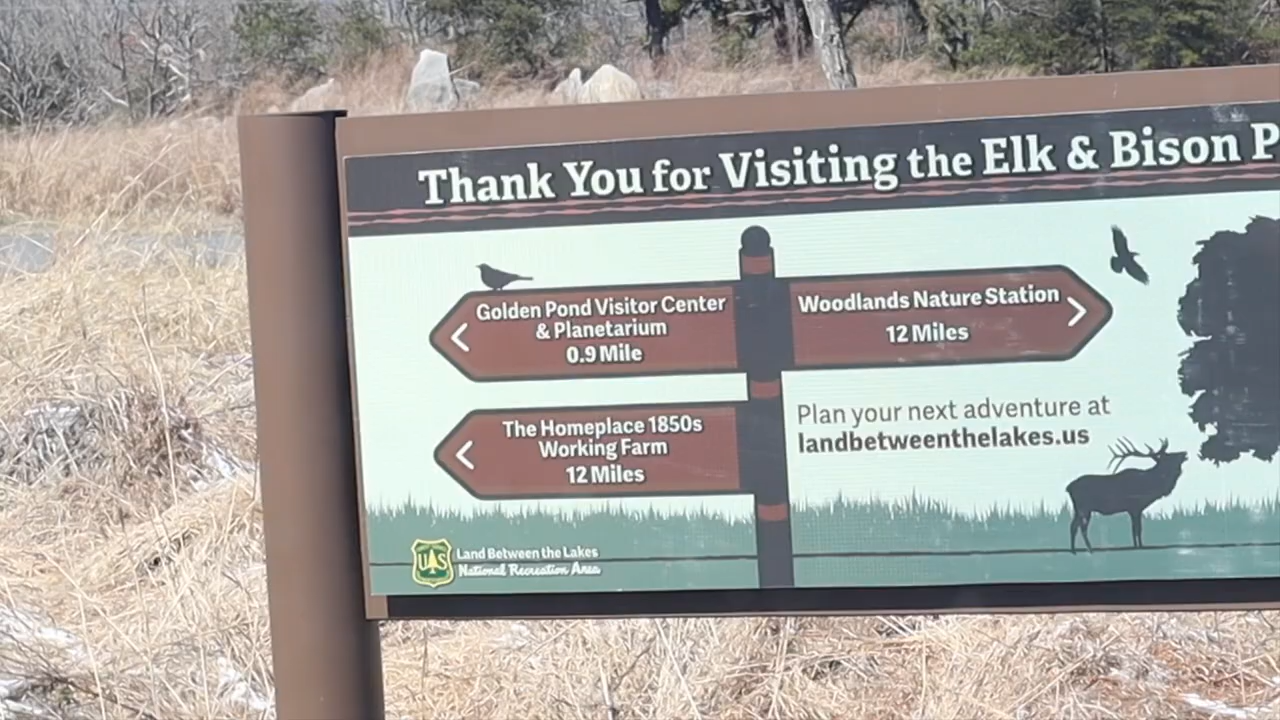 Thank You for Visiting the Elk & Bison P
Golden Pond Visitor Center
& Planetarium
0.9 Mile
Woodlands Nature Station
12 Miles
The Homeplace 1850s
Working Farm
12 Miles
Plan your next adventure at
landbetweenthelakes.us
UAS
Land Between the Lakes
National Recreation Area